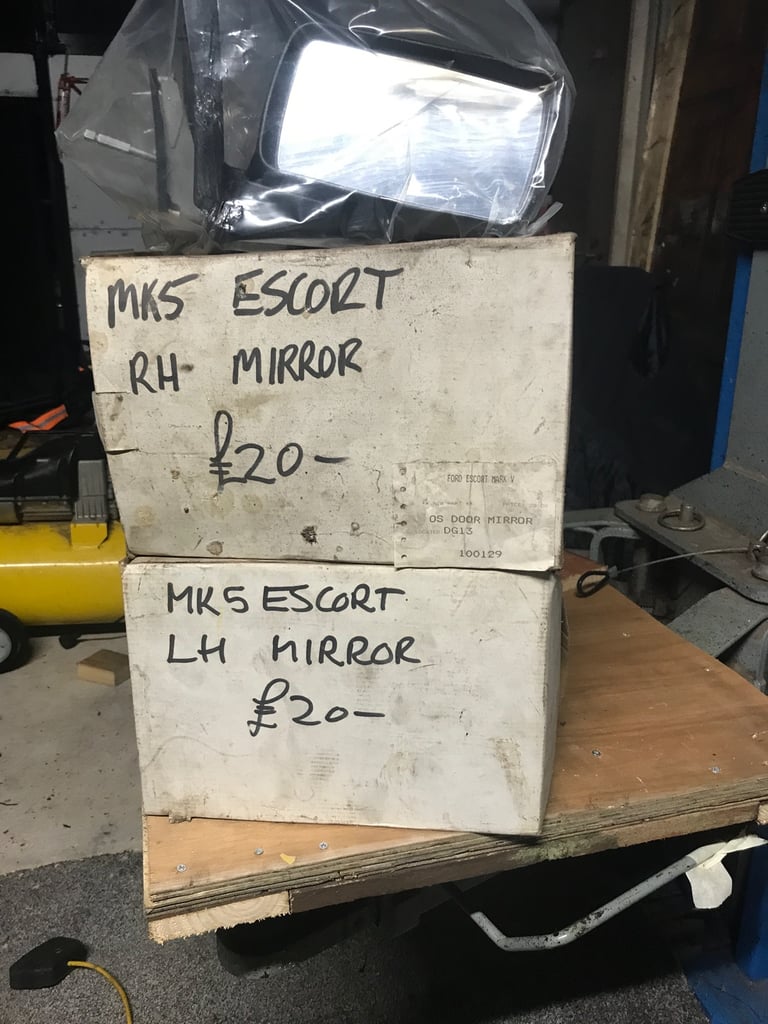 MK5 ESCORT
RH MIRROR
£20-
FORD ESCORT MARK V
OS DOOR MIRROR
DG13
100129
MK5 ESCORT
LH MIRROR
£20-